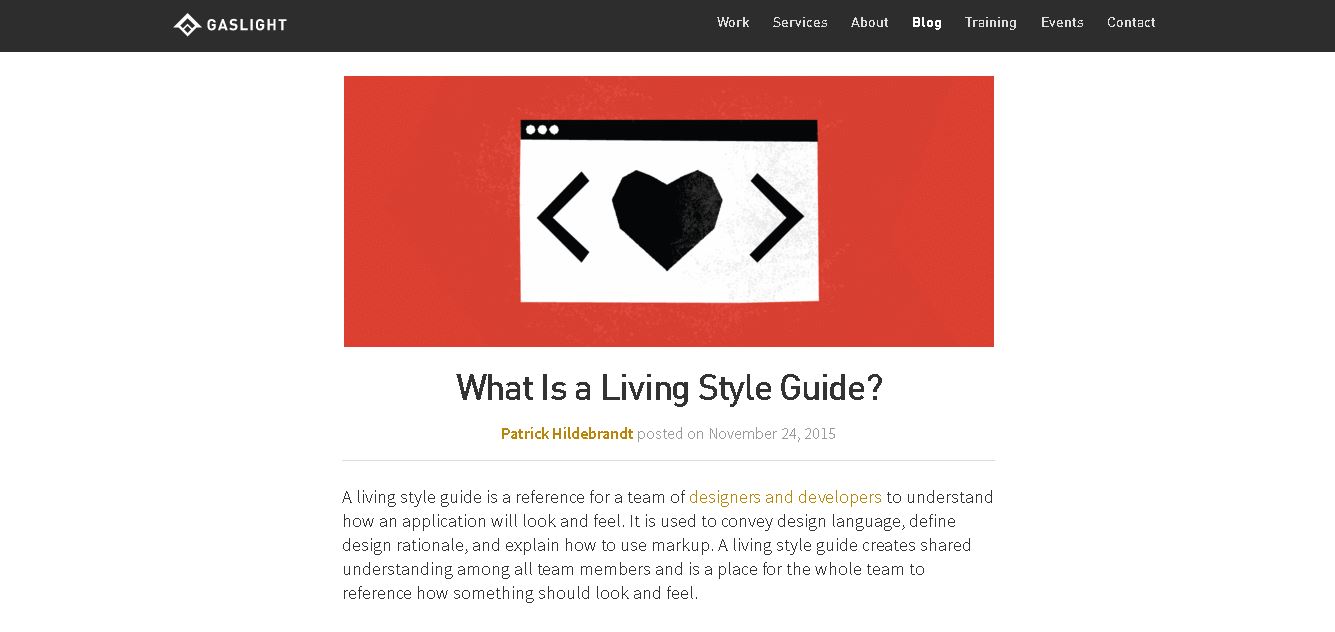 GASLIGHT Work Services About Blog Training Events Contact
What Is a Living Style Guide?
Patrick Hildebrandt posted on November 24, 2015
A living style guide is a reference for a team of designers and developers to understand
how an application will look and feel. It is used to convey design language, define
design rationale, and explain how to use markup. A living style guide creates shared
understanding among all team members and is a place for the whole team to
reference how something should look and feel.